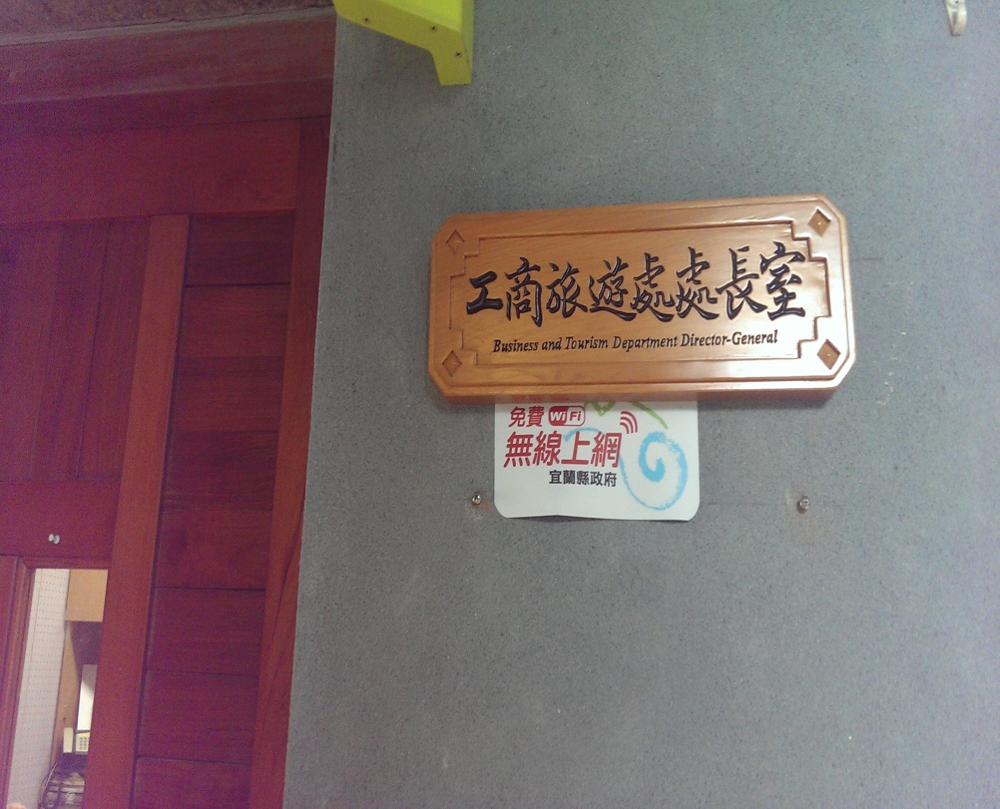 工商旅遊處處長室
Business and Tourism Department Director-General
免費 WiFi
無線上網
宜蘭縣政府